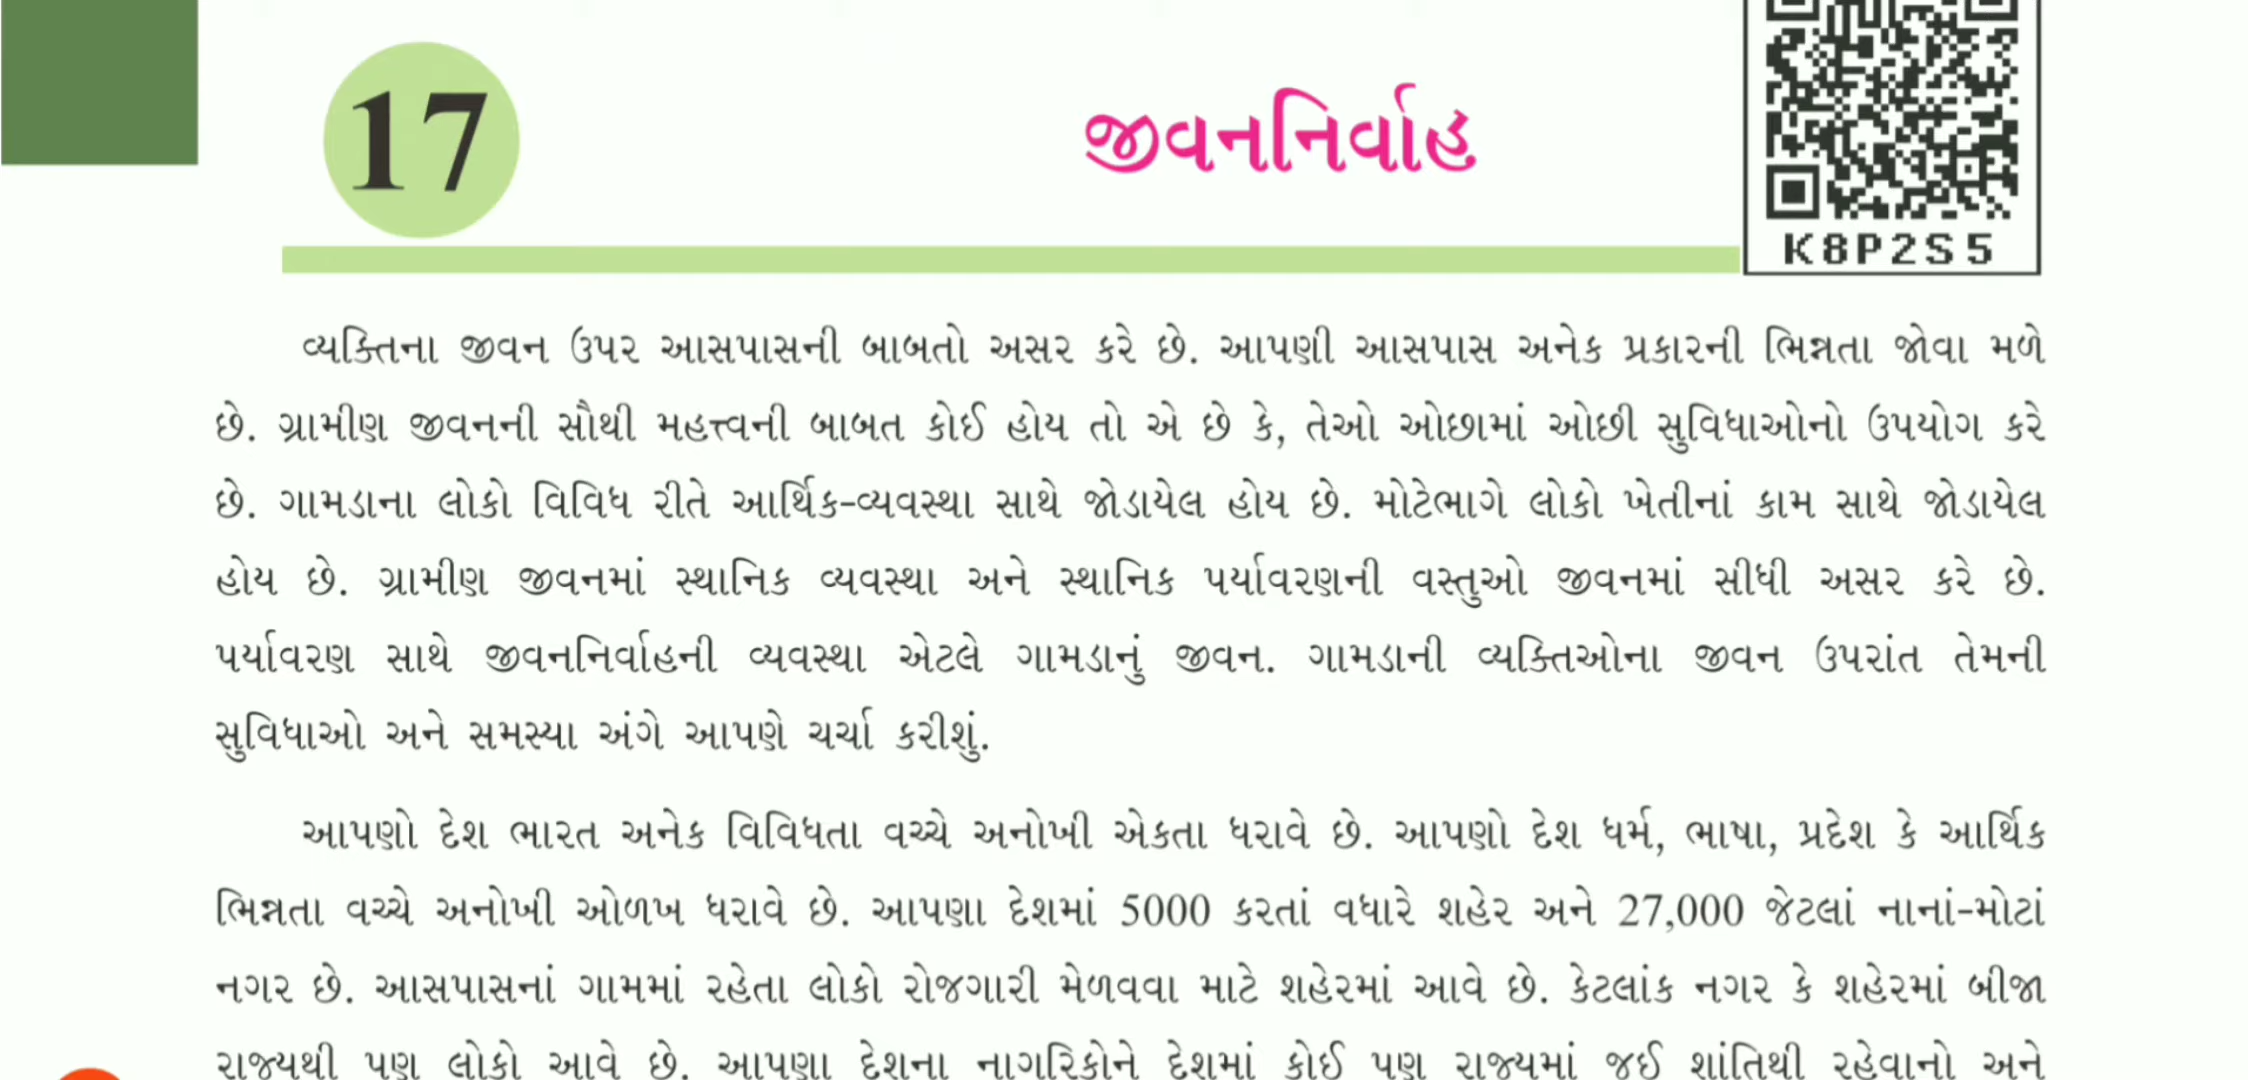 17
જીવનનિર્વાહ
K8P2S5
વ્યક્તિના જીવન ઉપર આસપાસની બાબતો અસર કરે છે. આપણી આસપાસ અનેક પ્રકારની ભિન્નતા જોવા મળે
છે. ગ્રામીણ જીવનની સૌથી મહત્ત્વની બાબત કોઈ હોય તો એ છે કે, તેઓ ઓછામાં ઓછી સુવિધાઓનો ઉપયોગ કરે
છે. ગામડાના લોકો વિવિધ રીતે આર્થિક-વ્યવસ્થા સાથે જોડાયેલ હોય છે. મોટેભાગે લોકો ખેતીનાં કામ સાથે જોડાયેલ
હોય છે. ગ્રામીણ જીવનમાં સ્થાનિક વ્યવસ્થા અને સ્થાનિક પર્યાવરણની વસ્તુઓ જીવનમાં સીધી અસર કરે છે.
પર્યાવરણ સાથે જીવનનિર્વાહની વ્યવસ્થા એટલે ગામડાનું જીવન. ગામડાની વ્યક્તિઓના જીવન ઉપરાંત તેમની
સુવિધાઓ અને સમસ્યા અંગે આપણે ચર્ચા કરીશું.
આપણો દેશ ભારત અનેક વિવિધતા વચ્ચે અનોખી એકતા ધરાવે છે. આપણો દેશ ધર્મ, ભાષા, પ્રદેશ કે આર્થિક
ભિન્નતા વચ્ચે અનોખી ઓળખ ધરાવે છે. આપણા દેશમાં 5000 કરતાં વધારે શહેર અને 27,000 જેટલાં નાનાં-મોટાં
નગર છે. આસપાસનાં ગામમાં રહેતા લોકો રોજગારી મેળવવા માટે શહેરમાં આવે છે. કેટલાંક નગર કે શહેરમાં બીજા
રાજ્યથી પણ લોકો આવે છે. આપણા દેશના નાગરિકોને દેશમાં કોઈ પણ રાજ્યમાં જઈ શાંતિથી રહેવાનો અને